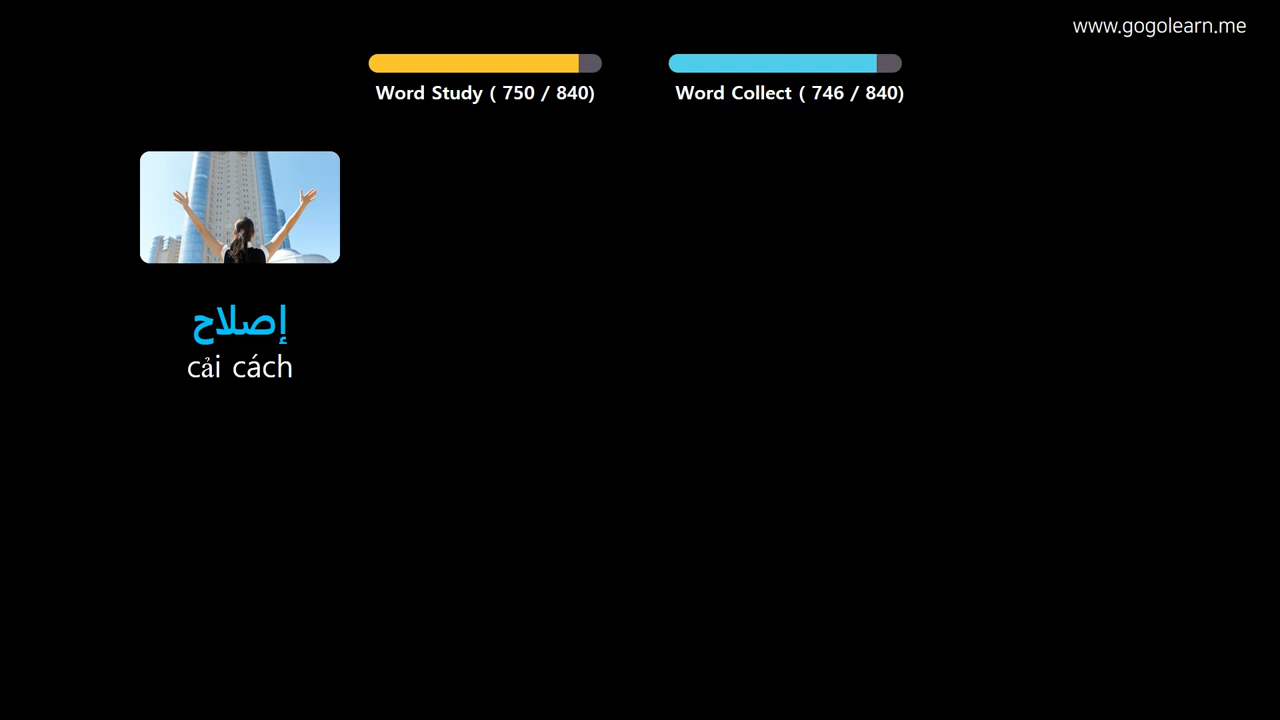 www.gogolearn.me
Word Study ( 750 / 840)
Word Collect ( 746 / 840)
إصلاح
cải cách